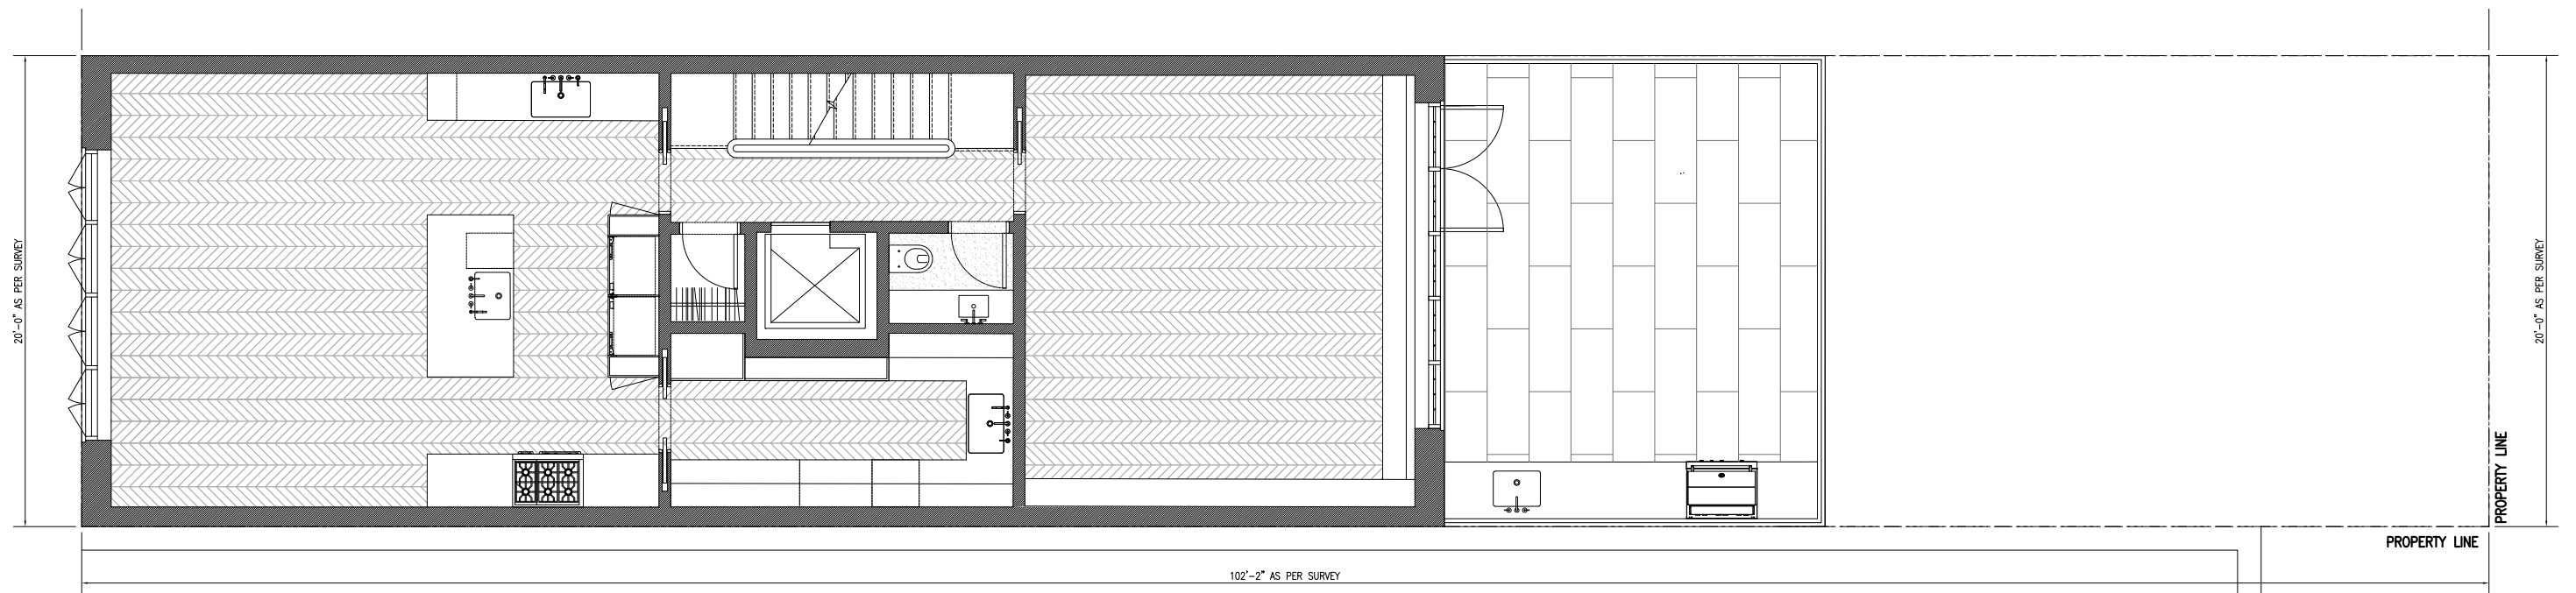 20'-0" AS PER SURVEY
20'-0" AS PER SURVEY
PROPERTY LINE
PROPERTY LINE
102'-2" AS PER SURVEY